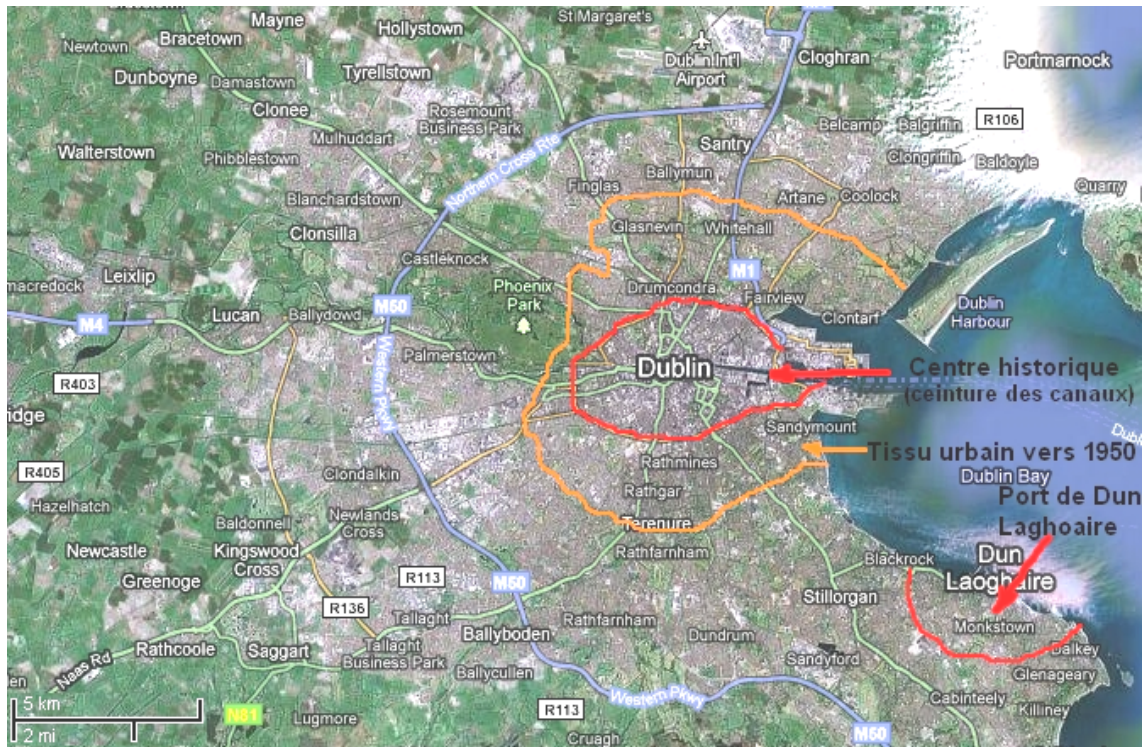 St Margaret's
Mayne
Hollystown
Bracetown
Newtown
Dunboyne
Damastown
Tyrrelstown
Dublin Int'l
Airport
Cloghran
Portmarnock
Clonee
Rosemount
Business Park
Mulhuddart
Belcamp
Balgriffin
R106
Walterstown
Phibblestown
Santry
Clongriffin
Baldoyle
Northern Cross Rte
Finglas
Ballymun
Artane
Coolock
Quarry
Blanchardstown
Glasnevin
Whitehall
Clonsilla
Castleknock
M1
Leixlip
macredock
Phoenix
Park
Drumcondra
Fairview
Dublin
Harbour
M50
Lucan
Ballydowd
Clontarf
M4
Palmerstown
Western Pkwy
Dublin
Centre historique
(ceinture des canaux)
R403
ridge
Sandymount
Dubl
Tissu urbain vers 1950
Rathmines
R405
Clondalkin
Dublin Bay
Rathgar
Port de Dun
Laghoaire
Hazelhatch
Baldonnell
Newlands
Cross
Terenure
Newcastle
Kingswood
Cross
Rathfarnham
Blackrock
Dun
Laoghaire
Greenoge
R113
M50
Stillorgan
R136
Tallaght
Rathfarnham
Monkstown
Rathcoole
Saggart
Tallaght
Business Park
Ballyboden
Dundrum
Dalkey
Naas Rd
Ballycullen
Sandyford
Glenageary
en
5 km
Western Pkwy
Cabinteely
Killiney
N81
Lugmore
R113
2 mi
Cruagh
M50